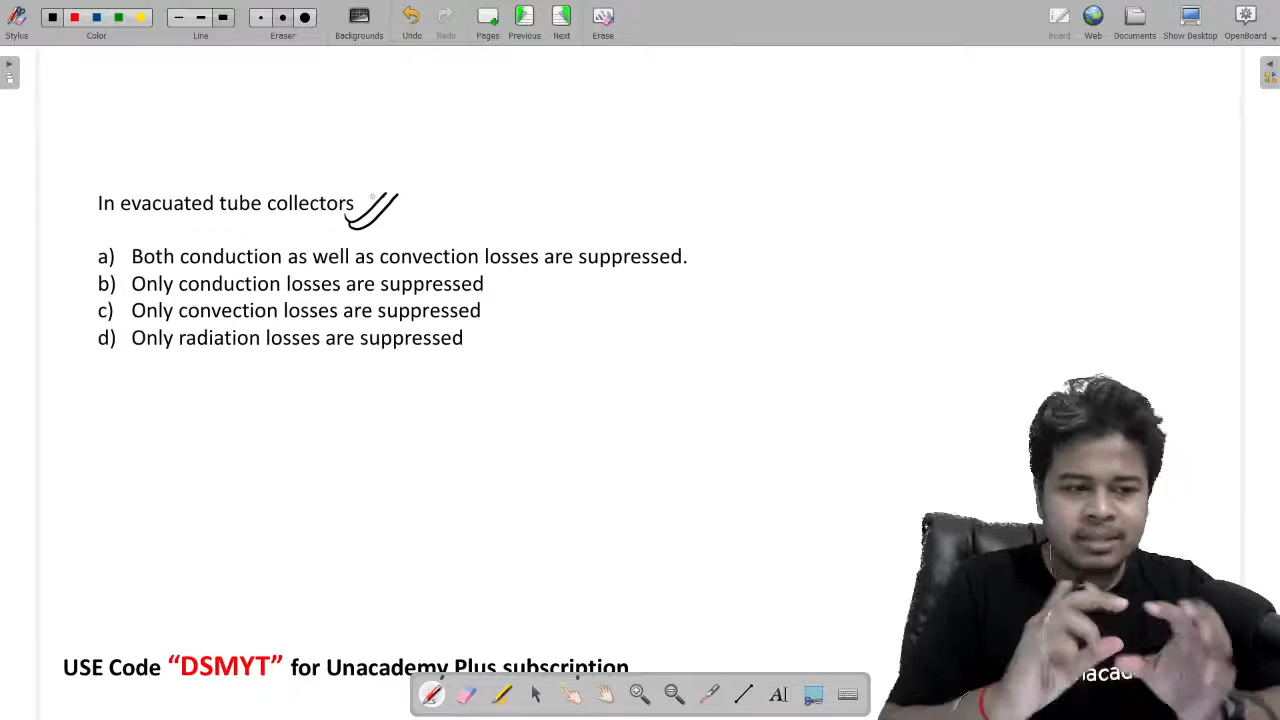 Stylus Color Line Eraser Backgrounds Undo Redo Pages Previous Next Erase Board Web Documents Show Desktop OpenBoard
In evacuated tube collectors
a) Both conduction as well as convection losses are suppressed.
b) Only conduction losses are suppressed
c) Only convection losses are suppressed
d) Only radiation losses are suppressed
USE Code “DSMYT” for Unacademy Plus subscription
AI